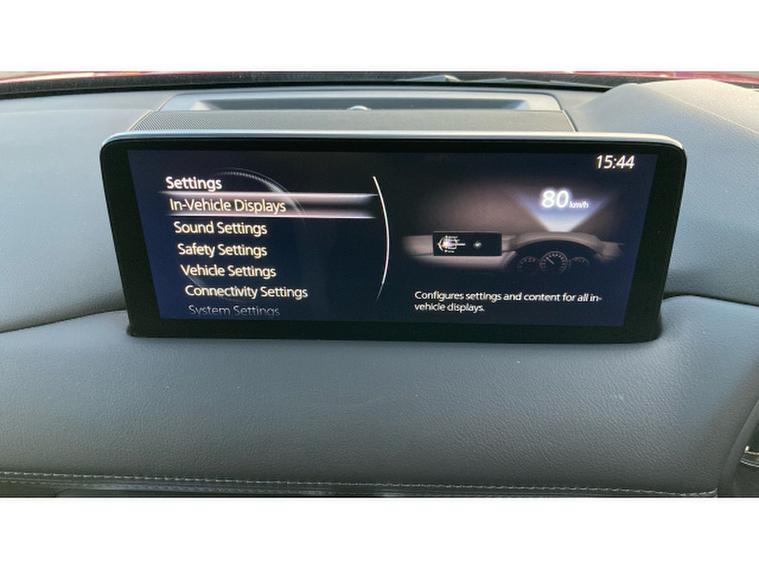 15:44
Settings
In-Vehicle Displays
Sound Settings
Safety Settings
Vehicle Settings
Connectivity Settings
System Settings
80 km/h
Configures settings and content for all in-
vehicle displays.